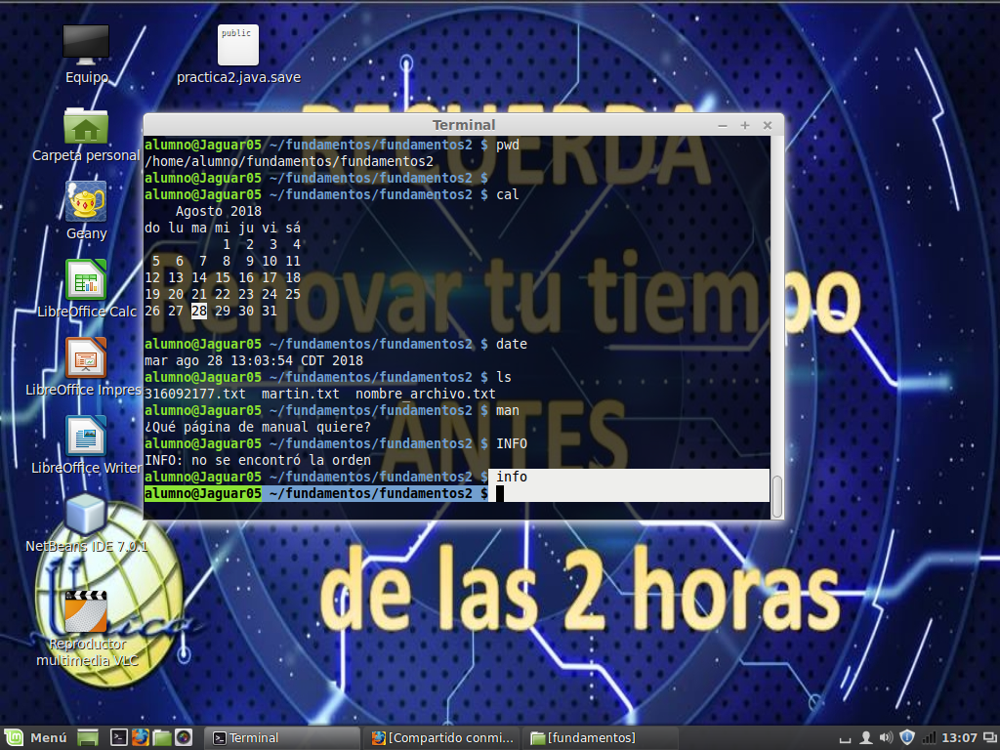 Equipo
public
practica2.java.save
Carpeta personal
Geany
LibreOffice Calc
LibreOffice Impres
LibreOffice Writer
NetBeans IDE 7.0.1
Reproductor
multimedia VLC
RECUERDA
Renovar tu tiempo
ANTES
de las 2 horas
Terminal
alumno@Jaguar05 ~/fundamentos/fundamentos2 $ pwd
/home/alumno/fundamentos/fundamentos2
alumno@Jaguar05 ~/fundamentos/fundamentos2 $
alumno@Jaguar05 ~/fundamentos/fundamentos2 $ cal
Agosto 2018
do lu ma mi ju vi sá
1 2 3 4
5 6 7 8 9 10 11
12 13 14 15 16 17 18
19 20 21 22 23 24 25
26 27 28 29 30 31
alumno@Jaguar05 ~/fundamentos/fundamentos2 $ date
mar ago 28 13:03:54 CDT 2018
alumno@Jaguar05 ~/fundamentos/fundamentos2 $ ls
316092177.txt martin.txt nombre_archivo.txt
alumno@Jaguar05 ~/fundamentos/fundamentos2 $ man
¿Qué página de manual quiere?
alumno@Jaguar05 ~/fundamentos/fundamentos2 $ INFO
INFO: no se encontró la orden
alumno@Jaguar05 ~/fundamentos/fundamentos2 $ info
alumno@Jaguar05 ~/fundamentos/fundamentos2 $
Menú
Terminal
[Compartido conmi...
[fundamentos]
13:07